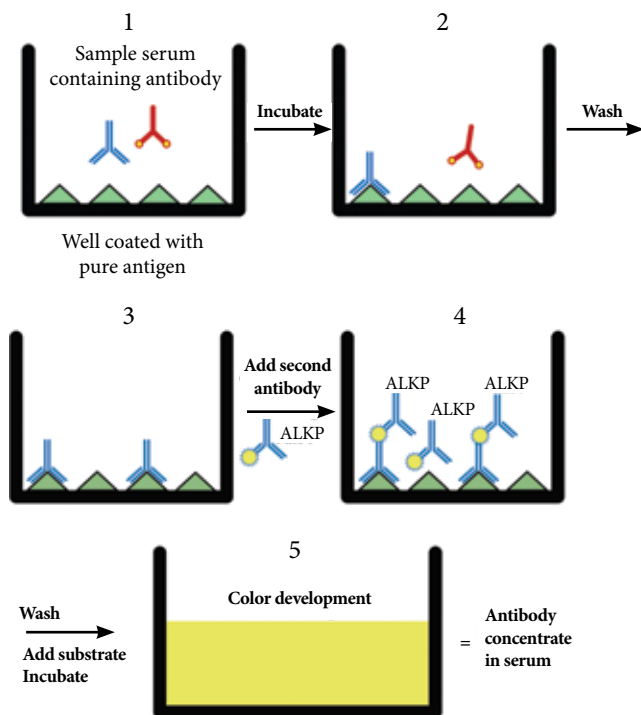 1
Sample serum
containing antibody
Incubate
2
Wash
Well coated with
pure antigen
3
Add second
antibody
ALKP
4
ALKP
ALKP
ALKP
Wash
Add substrate
Incubate
5
Color development
=
Antibody
concentrate
in serum